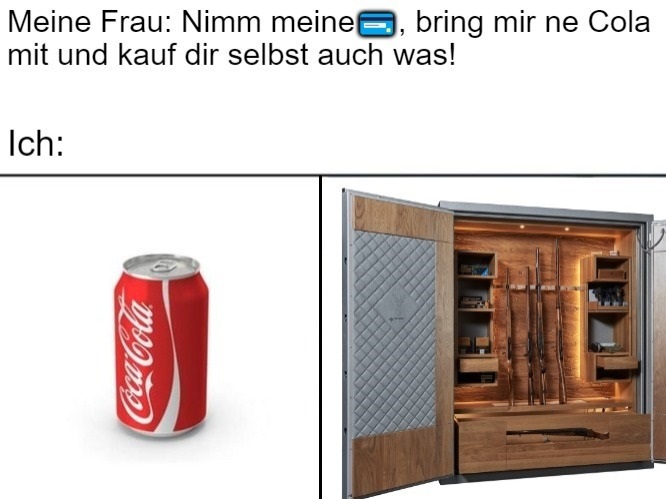 Meine Frau: Nimm meine💳, bring mir ne Cola
mit und kauf dir selbst auch was!
Ich:
Coca-Cola